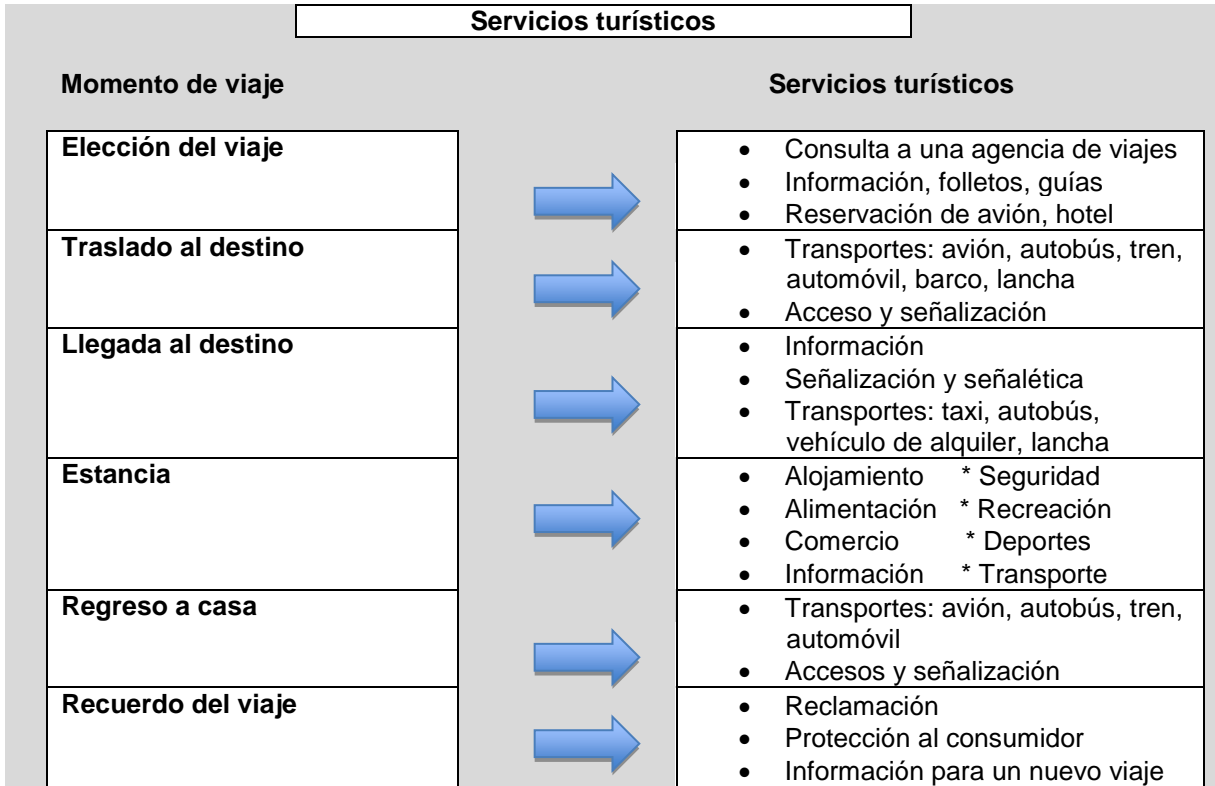 Servicios turísticos
Momento de viaje
Servicios turísticos
Elección del viaje
• Consulta a una agencia de viajes
• Información, folletos, guías
• Reservación de avión, hotel
Traslado al destino
• Transportes: avión, autobús, tren,
automóvil, barco, lancha
• Acceso y señalización
Llegada al destino
• Información
• Señalización y señalética
• Transportes: taxi, autobús,
vehículo de alquiler, lancha
Estancia
• Alojamiento * Seguridad
• Alimentación * Recreación
• Comercio * Deportes
• Información * Transporte
Regreso a casa
• Transportes: avión, autobús, tren,
automóvil
• Accesos y señalización
Recuerdo del viaje
• Reclamación
• Protección al consumidor
• Información para un nuevo viaje